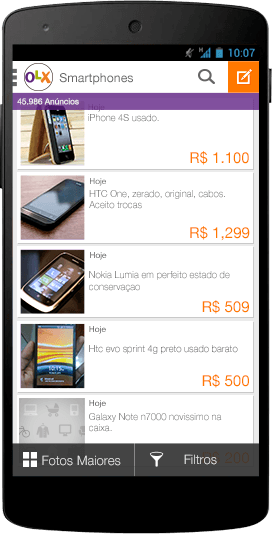 H 10:07
OLX Smartphones
45.986 Anúncios
Hoje
iPhone 4S usado.
R$ 1.100
Hoje
HTC One, zerado, original, cabos.
Aceito trocas
R$ 1,299
Hoje
Nokia Lumia em perfeito estado de
conservaçao
R$ 509
Hoje
Htc evo sprint 4g preto usado barato
R$ 500
Hoje
Galaxy Note n7000 novissimo na
caixa.
Fotos Maiores Filtros